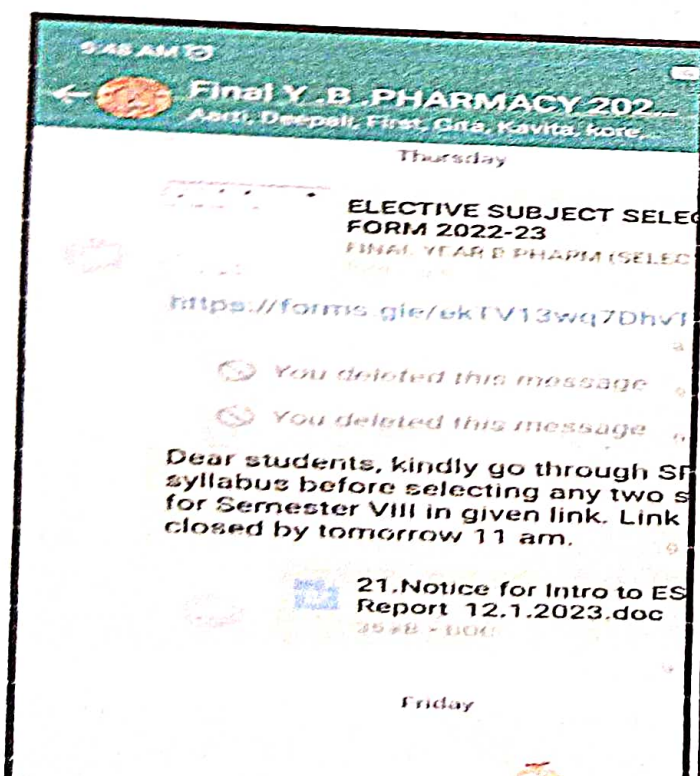 9:48 AM
Final Y .B .PHARMACY 202...
Aarti, Deepali, First, Gita, Kavita, kore,...
Thursday
ELECTIVE SUBJECT SELEC
FORM 2022-23
FINAL YEAR B PHARM (SELEC
https://forms.gle/ekTV13wq7DhvT
You deleted this message
You deleted this message
Dear students, kindly go through SP
syllabus before selecting any two s
for Semester VIII in given link. Link
closed by tomorrow 11 am.
21.Notice for Intro to ES
Report 12.1.2023.doc
DOC
Friday